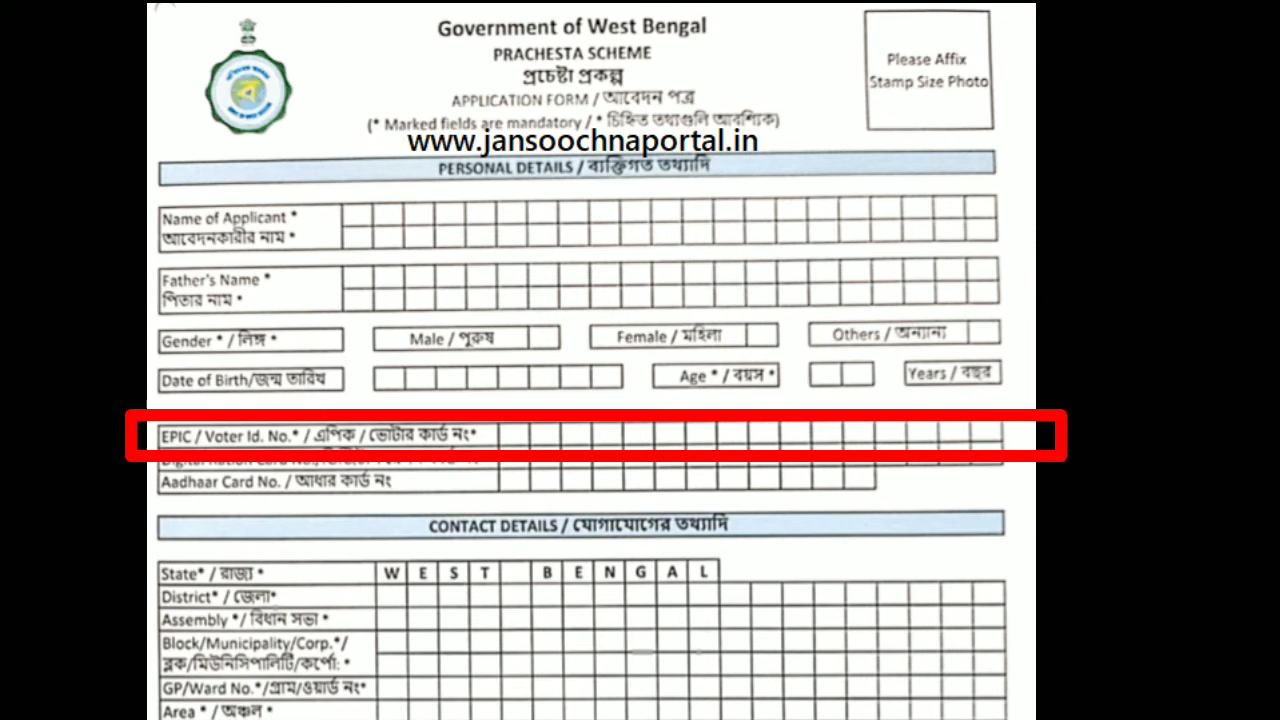 Government of West Bengal
PRACHESTA SCHEME
প্রচেষ্টা প্রকল্প
APPLICATION FORM / আবেদন পত্র
(* Marked fields are mandatory / * চিহ্নিত তথ্যগুলি আবশ্যিক)
Please Affix
Stamp Size Photo
www.jansoochnaportal.in
PERSONAL DETAILS / ব্যক্তিগত তথ্যাদি
Name of Applicant *
আবেদনকারীর নাম *
Father's Name *
পিতার নাম *
Gender * / লিঙ্গ * Male / পুরুষ Female / মহিলা Others / অন্যান্য
Date of Birth/জন্ম তারিখ Age * / বয়স * Years / বছর
EPIC / Voter Id. No.* / এপিক / ভোটার কার্ড নং*
Aadhaar Card No. / আধার কার্ড নং
CONTACT DETAILS / যোগাযোগের তথ্যাদি
State* / রাজ্য * W E S T B E N G A L
District* / জেলা*
Assembly */ বিধান সভা *
Block/Municipality/Corp.*/
ব্লক/মিউনিসিপালিটি/কর্পো: *
GP/Ward No.*/গ্রাম/ওয়ার্ড নং*
Area * / অঞ্চল *